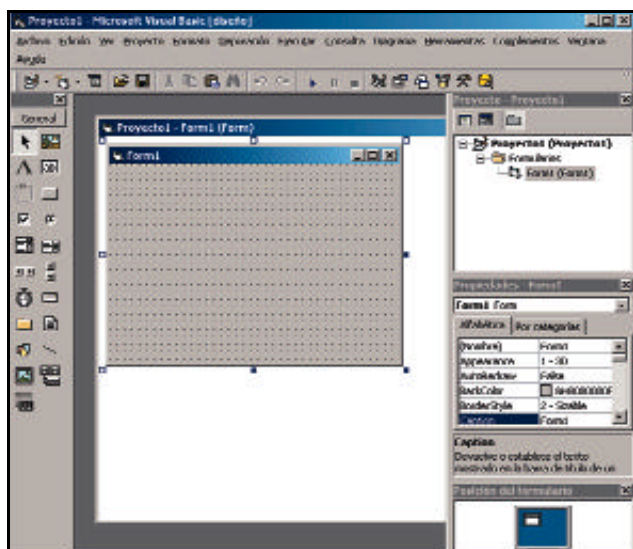 Proyecto1 - Microsoft Visual Basic [diseño]
Archivo Edición Ver Proyecto Formato Depuración Ejecutar Consulta Diagrama Herramientas Complementos Ventana
Ayuda
General
Proyecto1 - Form1 (Form)
Form1
Proyecto - Proyecto1
Proyecto1 (Proyecto1)
Formularios
Form1 (Form1)
Propiedades - Form1
Form1 Form
Alfabética Por categorías
(Nombre) Form1
Appearance 1 - 3D
AutoRedraw False
BackColor &H8000000F
BorderStyle 2 - Sizable
Caption Form1
Caption
Devuelve o establece el texto
mostrado en la barra de título de un
Posición del formulario